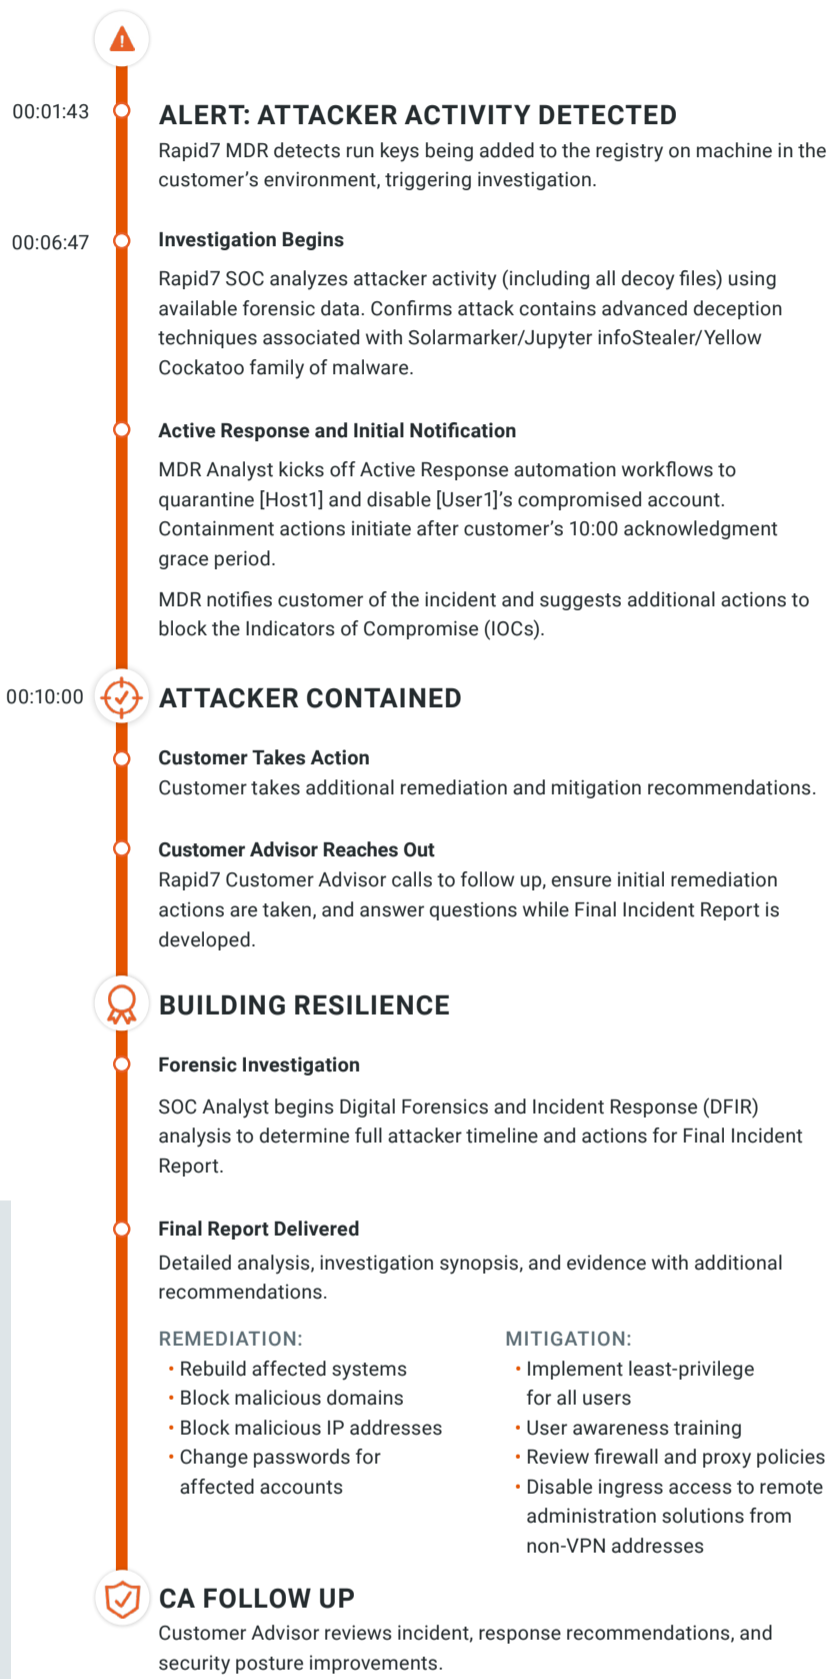 00:01:43
ALERT: ATTACKER ACTIVITY DETECTED
Rapid7 MDR detects run keys being added to the registry on machine in the
customer’s environment, triggering investigation.
00:06:47
Investigation Begins
Rapid7 SOC analyzes attacker activity (including all decoy files) using
available forensic data. Confirms attack contains advanced deception
techniques associated with Solarmarker/Jupyter infoStealer/Yellow
Cockatoo family of malware.
Active Response and Initial Notification
MDR Analyst kicks off Active Response automation workflows to
quarantine [Host1] and disable [User1]’s compromised account.
Containment actions initiate after customer’s 10:00 acknowledgment
grace period.
MDR notifies customer of the incident and suggests additional actions to
block the Indicators of Compromise (IOCs).
00:10:00
ATTACKER CONTAINED
Customer Takes Action
Customer takes additional remediation and mitigation recommendations.
Customer Advisor Reaches Out
Rapid7 Customer Advisor calls to follow up, ensure initial remediation
actions are taken, and answer questions while Final Incident Report is
developed.
BUILDING RESILIENCE
Forensic Investigation
SOC Analyst begins Digital Forensics and Incident Response (DFIR)
analysis to determine full attacker timeline and actions for Final Incident
Report.
Final Report Delivered
Detailed analysis, investigation synopsis, and evidence with additional
recommendations.
REMEDIATION:
• Rebuild affected systems
• Block malicious domains
• Block malicious IP addresses
• Change passwords for
affected accounts
MITIGATION:
• Implement least-privilege
for all users
• User awareness training
• Review firewall and proxy policies
• Disable ingress access to remote
administration solutions from
non-VPN addresses
CA FOLLOW UP
Customer Advisor reviews incident, response recommendations, and
security posture improvements.